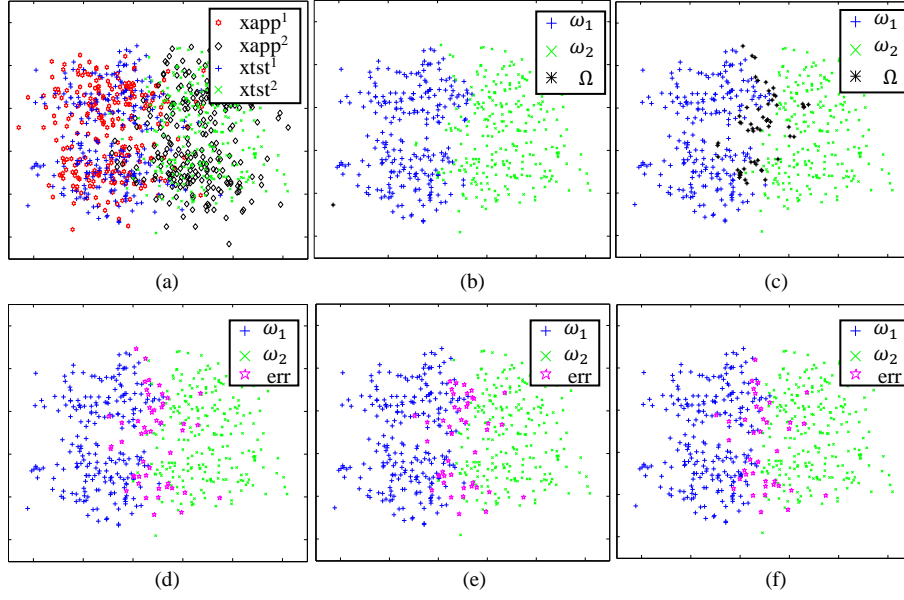 xapp¹
xapp²
xtst¹
xtst²
(a)
ω₁
ω₂
Ω
(b)
ω₁
ω₂
Ω
(c)
ω₁
ω₂
err
(d)
ω₁
ω₂
err
(e)
ω₁
ω₂
err
(f)